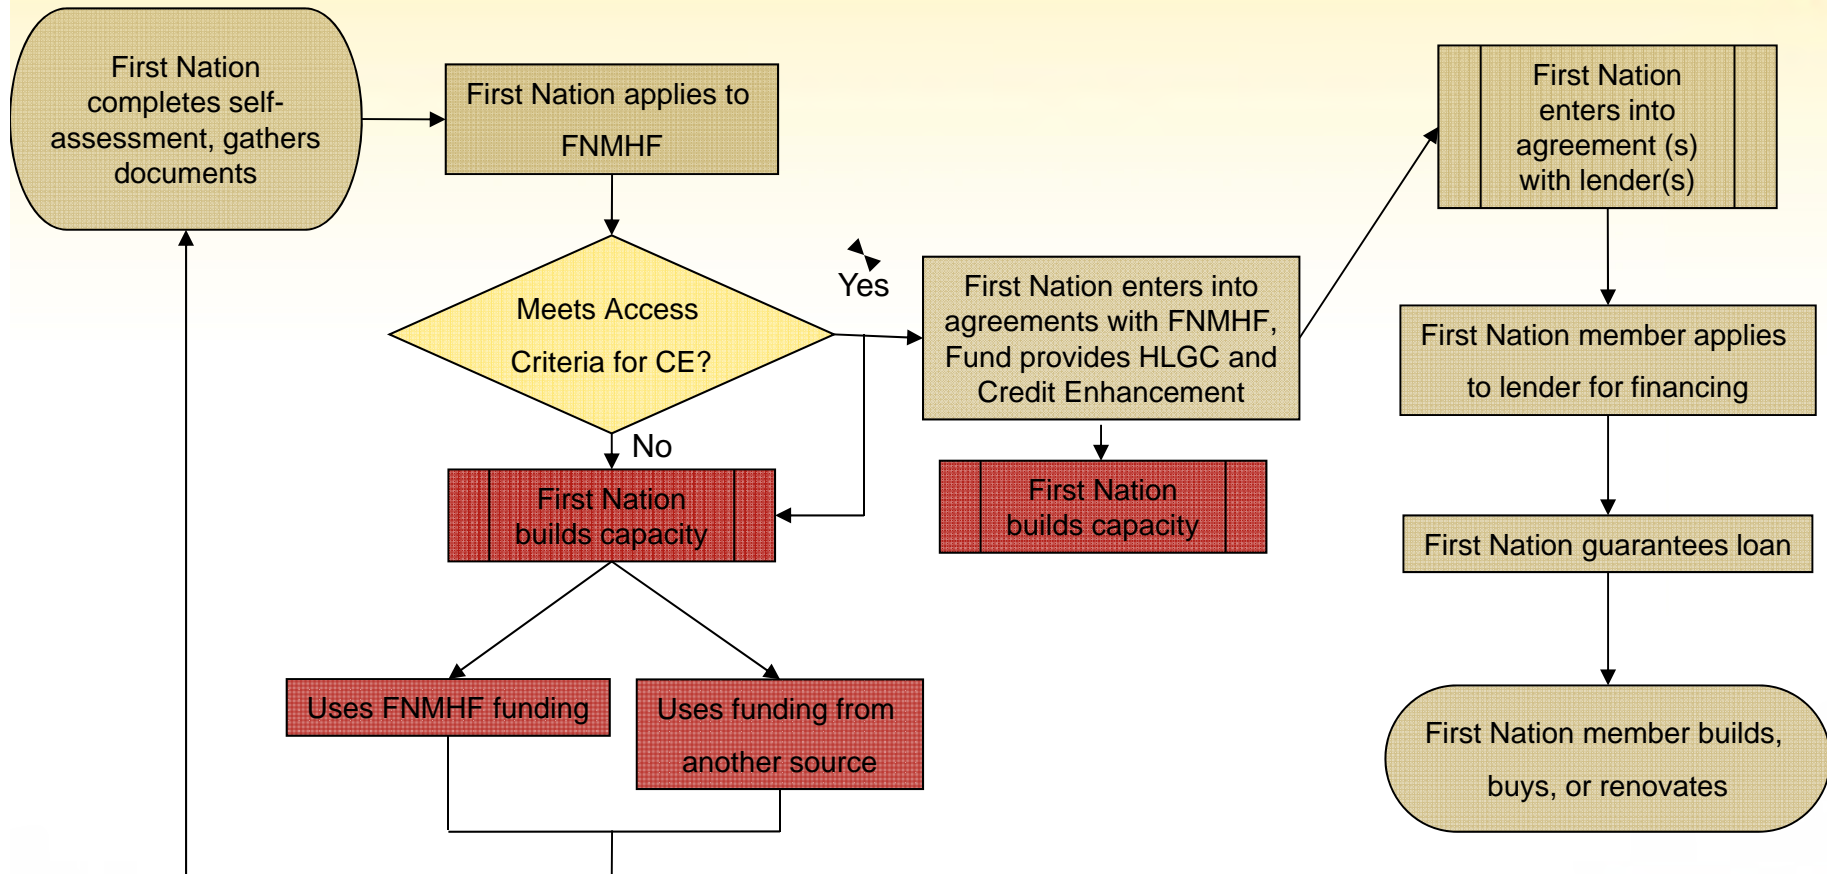 First Nation
completes self-
assessment, gathers
documents
First Nation applies to
FNMHF
Meets Access
Criteria for CE?
Yes
No
First Nation enters into
agreements with FNMHF,
Fund provides HLGC and
Credit Enhancement
First Nation
builds capacity
First Nation
builds capacity
Uses FNMHF funding
Uses funding from
another source
First Nation
enters into
agreement (s)
with lender(s)
First Nation member applies
to lender for financing
First Nation guarantees loan
First Nation member builds,
buys, or renovates